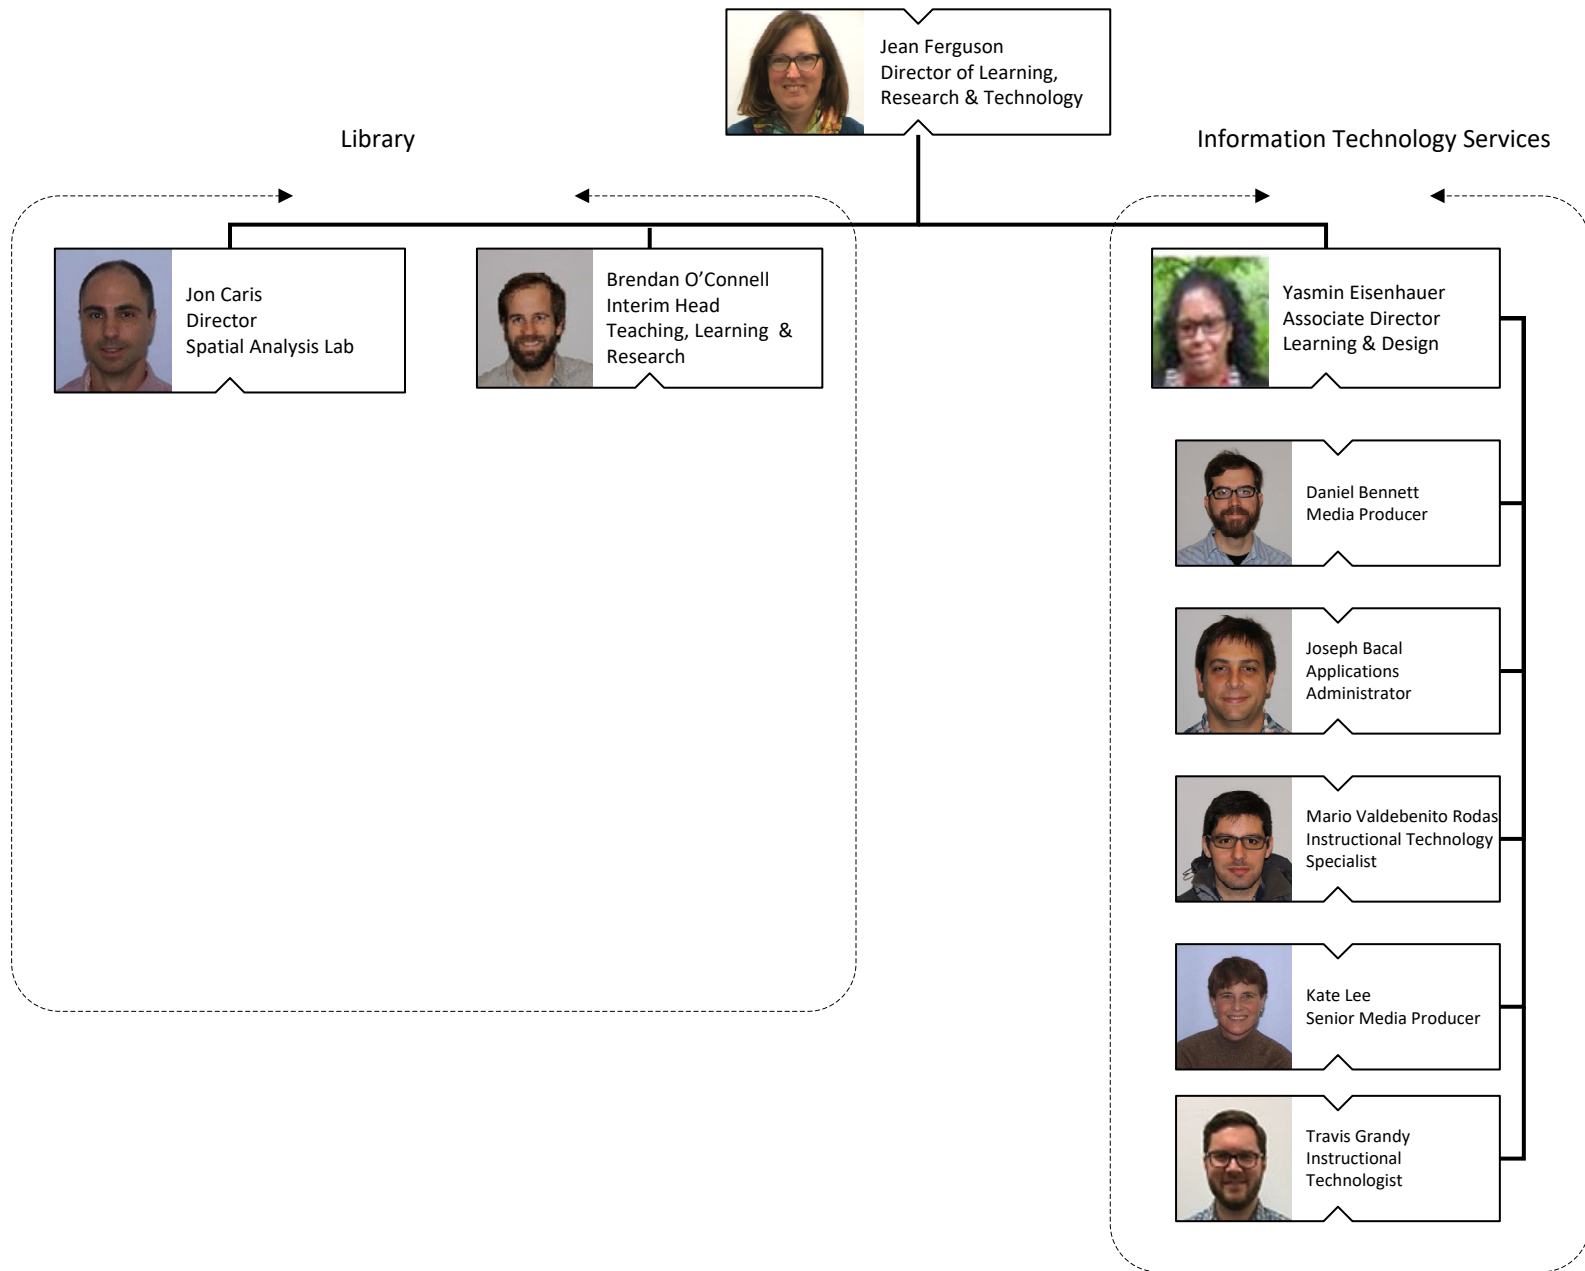 Jean Ferguson
Director of Learning,
Research & Technology
Library
Information Technology Services
Jon Caris
Director
Spatial Analysis Lab
Brendan O’Connell
Interim Head
Teaching, Learning &
Research
Yasmin Eisenhauer
Associate Director
Learning & Design
Daniel Bennett
Media Producer
Joseph Bacal
Applications
Administrator
Mario Valdebenito Rodas
Instructional Technology
Specialist
Kate Lee
Senior Media Producer
Travis Grandy
Instructional
Technologist